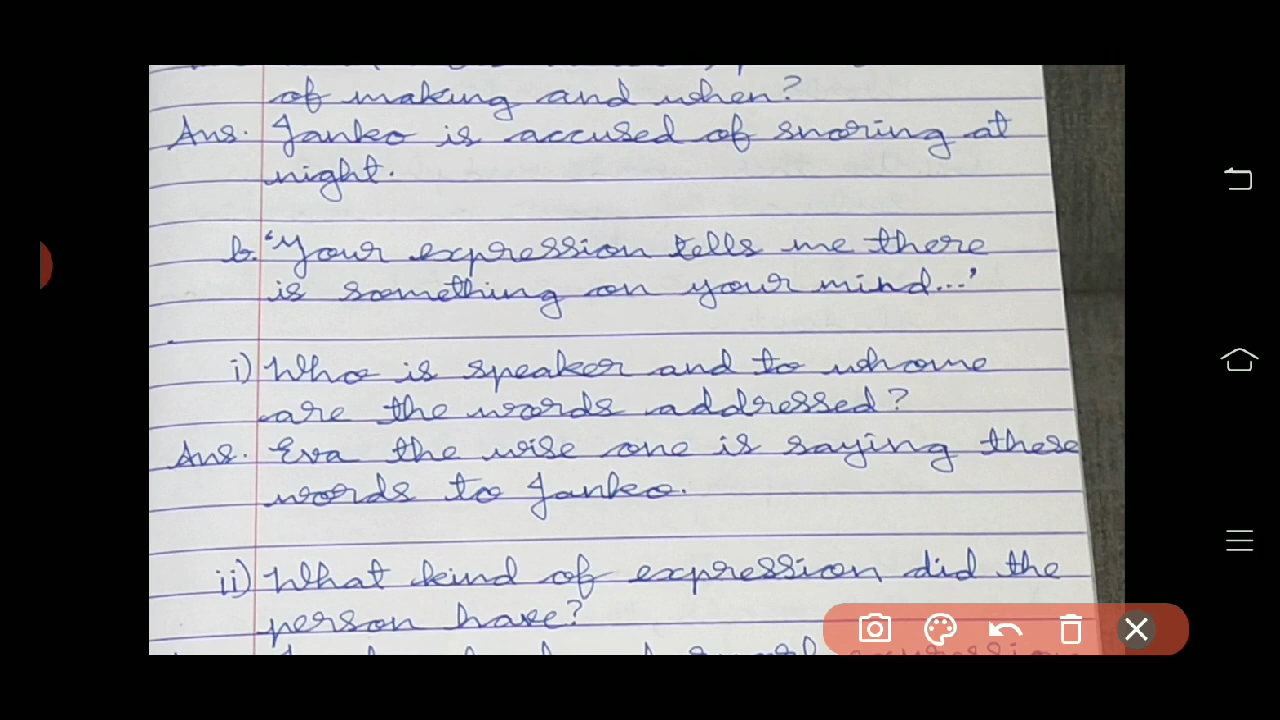 of making and when?
Ans. Janko is accused of snoring at
night.
b. 'Your expression tells me there
is something on your mind...'
i) Who is speaker and to whome
are the words addressed?
Ans. Eva the wise one is saying these
words to Janko.
ii) What kind of expression did the
person have?